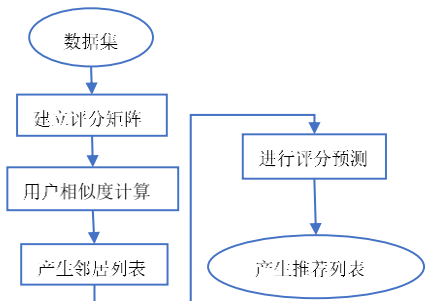 数据集
建立评分矩阵
用户相似度计算
产生邻居列表
进行评分预测
产生推荐列表